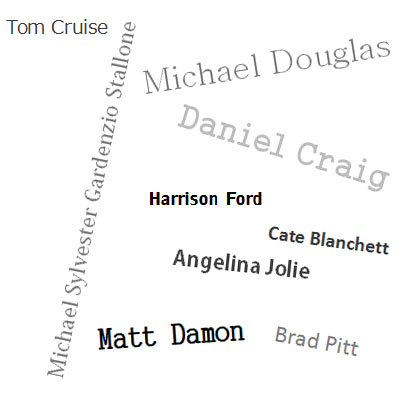 Tom Cruise
Michael Sylvester Gardenzio Stallone
Michael Douglas
Daniel Craig
Harrison Ford
Cate Blanchett
Angelina Jolie
Matt Damon
Brad Pitt